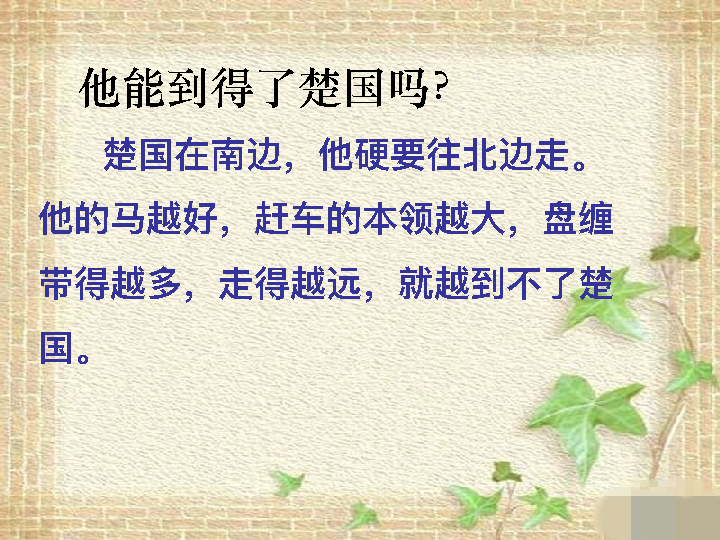 他能到得了楚国吗?
楚国在南边，他硬要往北边走。
他的马越好，赶车的本领越大，盘缠
带得越多，走得越远，就越到不了楚
国。